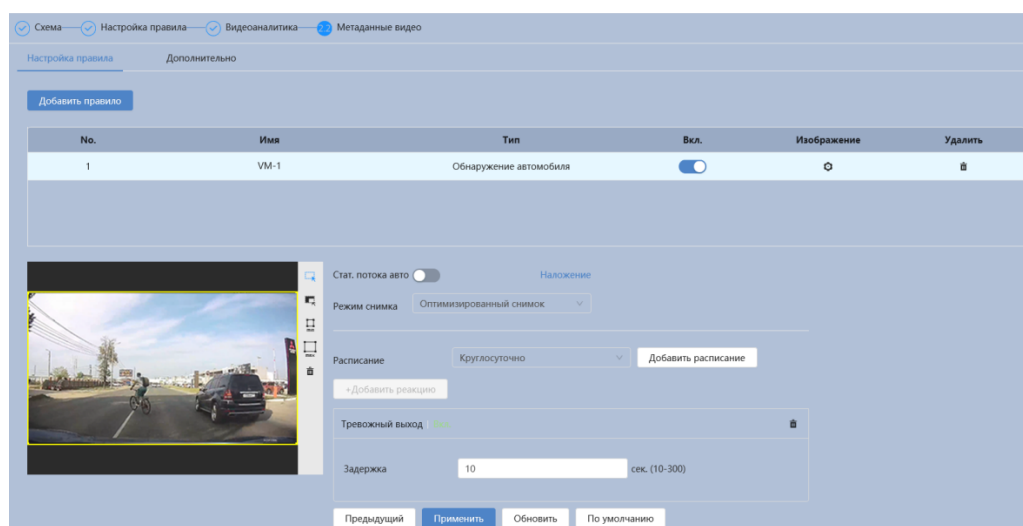 Схема Настройка правила Видеоаналитика 2.2 Метаданные видео
Настройка правила Дополнительно
Добавить правило
No. Имя Тип Вкл. Изображение Удалить
1 VM-1 Обнаружение автомобиля
Стат. потока авто Наложение
Режим снимка Оптимизированный снимок
Расписание Круглосуточно Добавить расписание
+Добавить реакцию
Тревожный выход
Задержка 10 сек. (10-300)
Предыдущий Применить Обновить По умолчанию